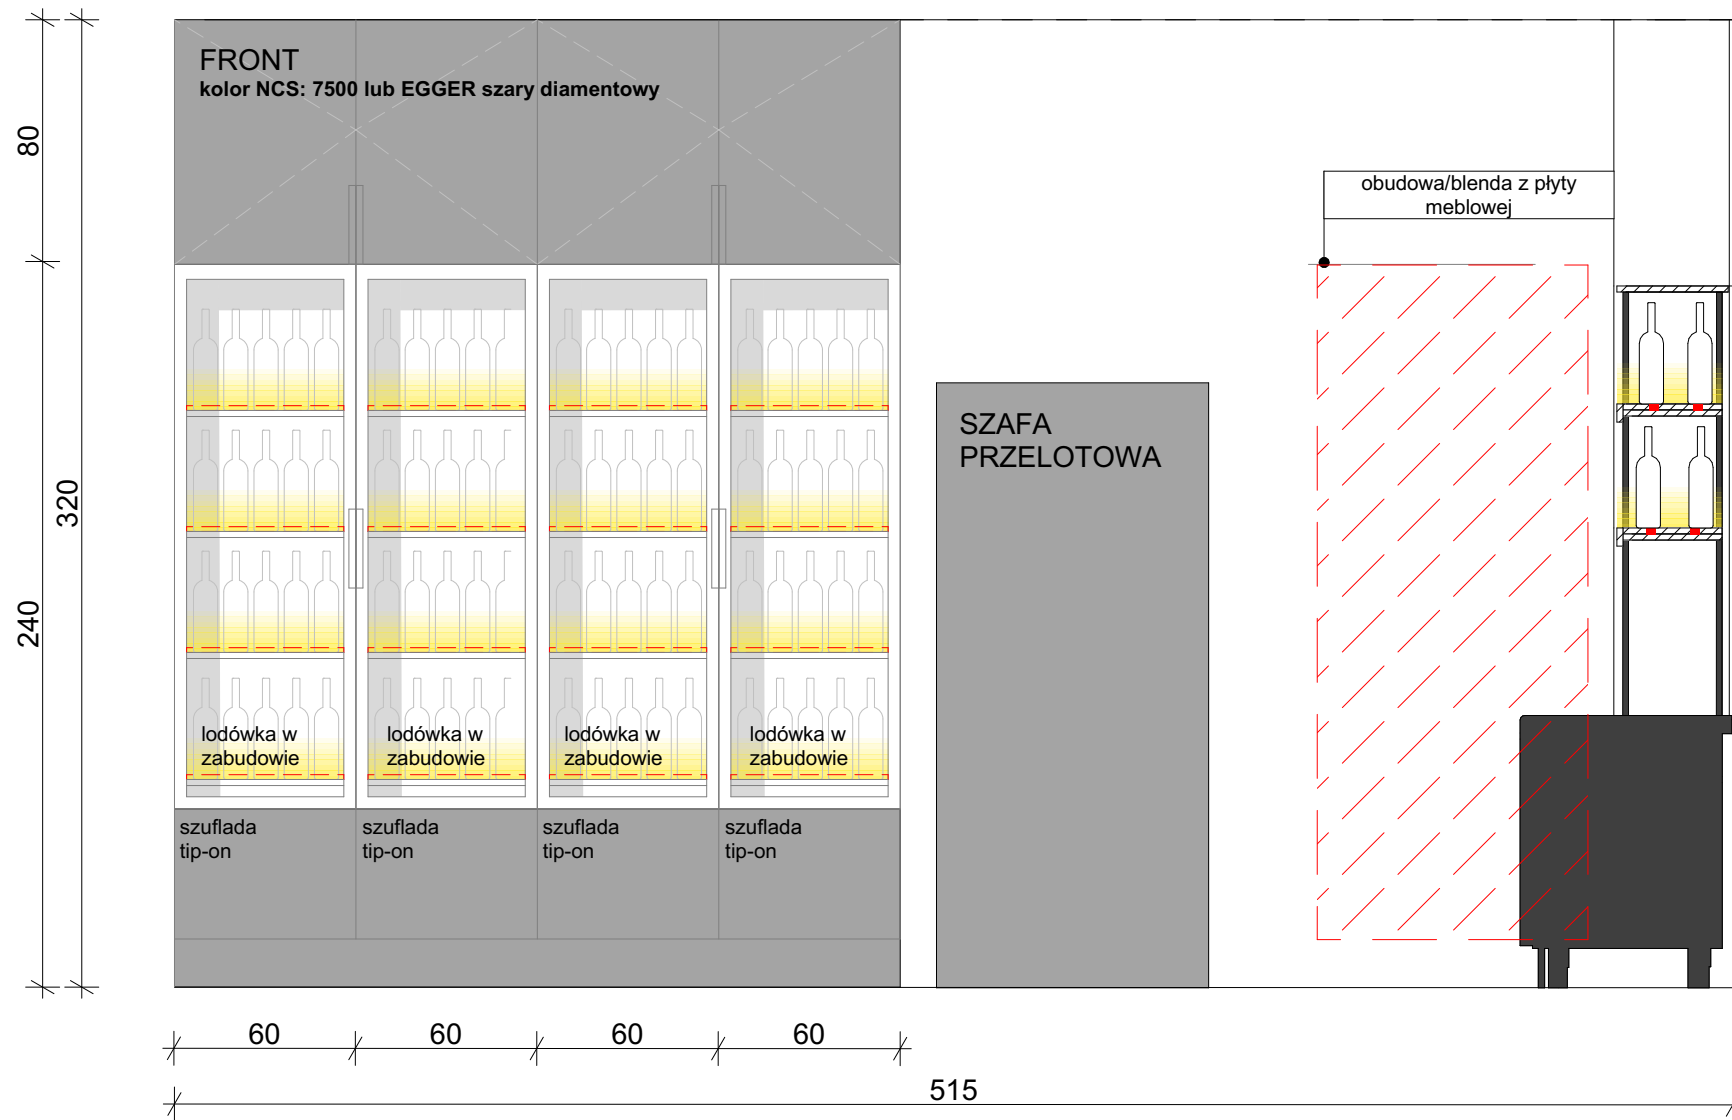 FRONT
kolor NCS: 7500 lub EGGER szary diamentowy
80
obudowa/blenda z płyty
meblowej
SZAFA
PRZELOTOWA
320
240
lodówka w
zabudowie
lodówka w
zabudowie
lodówka w
zabudowie
lodówka w
zabudowie
szuflada
tip-on
szuflada
tip-on
szuflada
tip-on
szuflada
tip-on
60
60
60
60
515